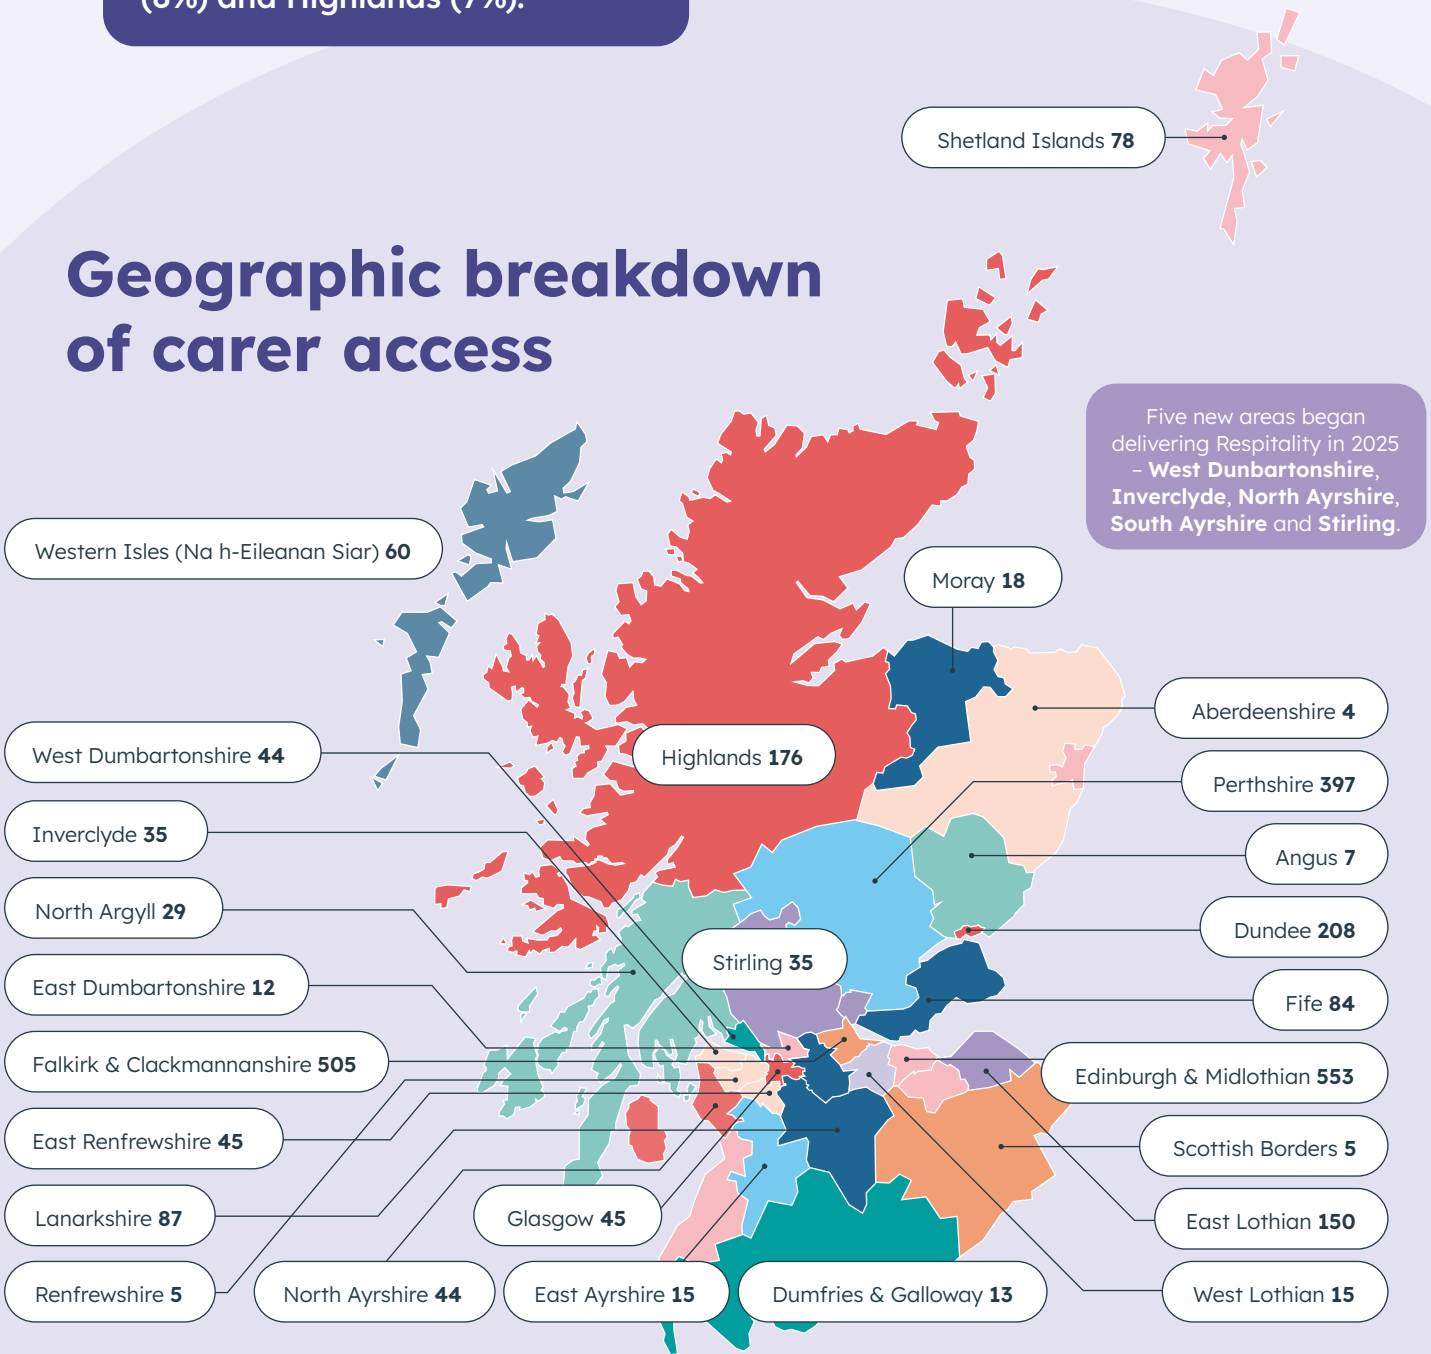 (8%) and Highlands (7%).
Shetland Islands 78
Geographic breakdown
of carer access
Five new areas began
delivering Respitality in 2025
– West Dunbartonshire,
Inverclyde, North Ayrshire,
South Ayrshire and Stirling.
Western Isles (Na h-Eileanan Siar) 60
Moray 18
Aberdeenshire 4
West Dumbartonshire 44
Highlands 176
Perthshire 397
Inverclyde 35
Angus 7
North Argyll 29
Dundee 208
Stirling 35
East Dumbartonshire 12
Fife 84
Falkirk & Clackmannanshire 505
Edinburgh & Midlothian 553
East Renfrewshire 45
Scottish Borders 5
Lanarkshire 87
Glasgow 45
East Lothian 150
Renfrewshire 5
North Ayrshire 44
East Ayrshire 15
Dumfries & Galloway 13
West Lothian 15